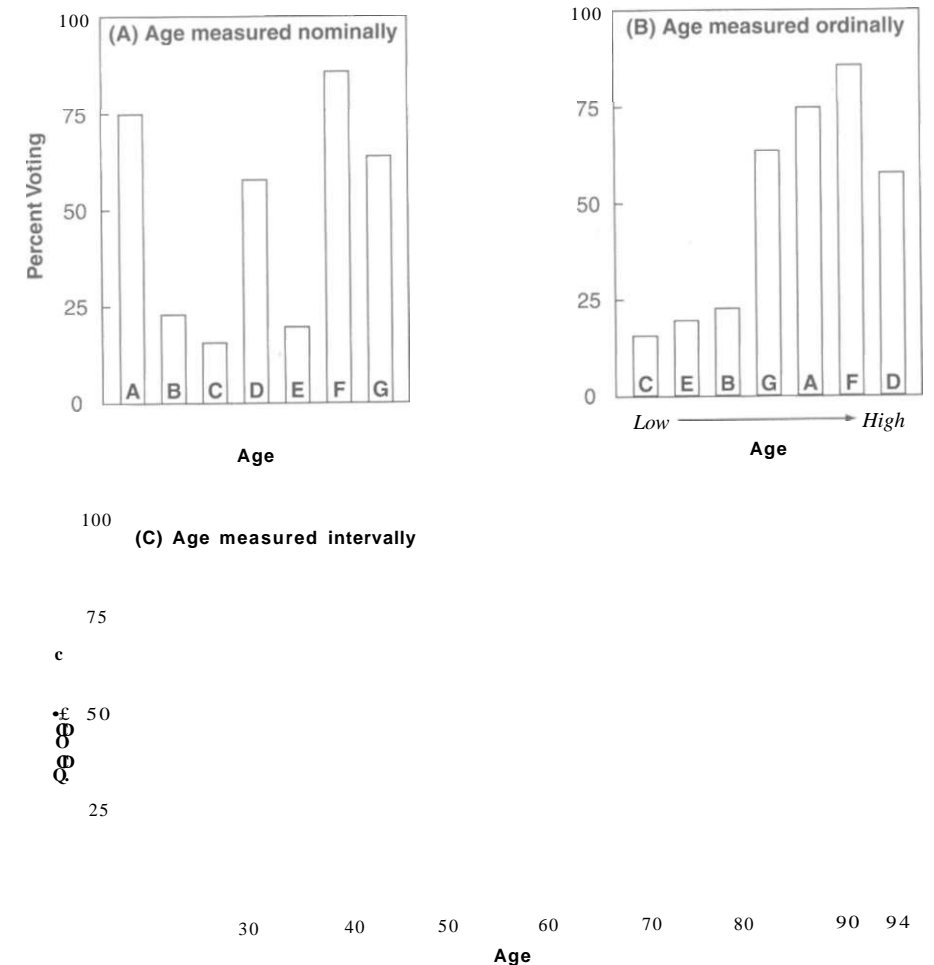 100
(A) Age measured nominally
75
Percent Voting
50
25
0
A B C D E F G
Age
100
(B) Age measured ordinally
75
50
25
0
C E B G A F D
Low High
Age
100
(C) Age measured intervally
75
c
•£ 50
O
Q.
25
30 40 50 60 70 80 90 94
Age